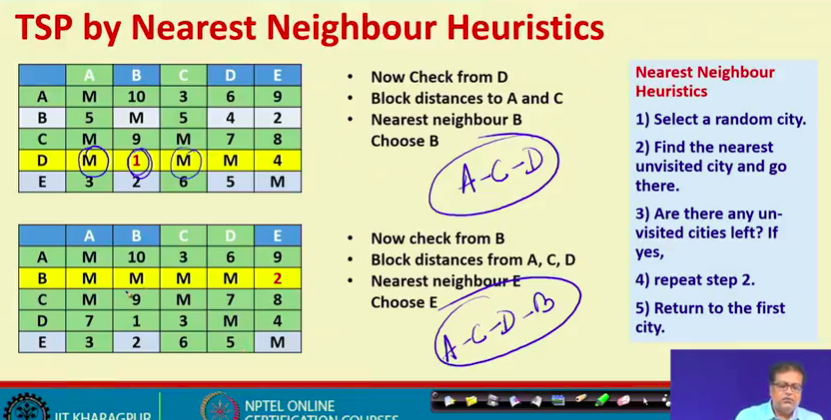 TSP by Nearest Neighbour Heuristics
A B C D E
A M 10 3 6 9
B 5 M 5 4 2
C M 9 M 7 8
D M 1 M M 4
E 3 2 6 5 M
• Now Check from D
• Block distances to A and C
• Nearest neighbour B
Choose B
A-C-D
A B C D E
A M 10 3 6 9
B M M M M 2
C M 9 M 7 8
D 7 1 3 M 4
E 3 2 6 5 M
• Now check from B
• Block distances from A, C, D
• Nearest neighbour E
Choose E
A-C-D-B
Nearest Neighbour
Heuristics
1) Select a random city.
2) Find the nearest
unvisited city and go
there.
3) Are there any un-
visited cities left? If
yes,
4) repeat step 2.
5) Return to the first
city.
IIT KHARAGPUR
NPTEL ONLINE
CERTIFICATION COURSES